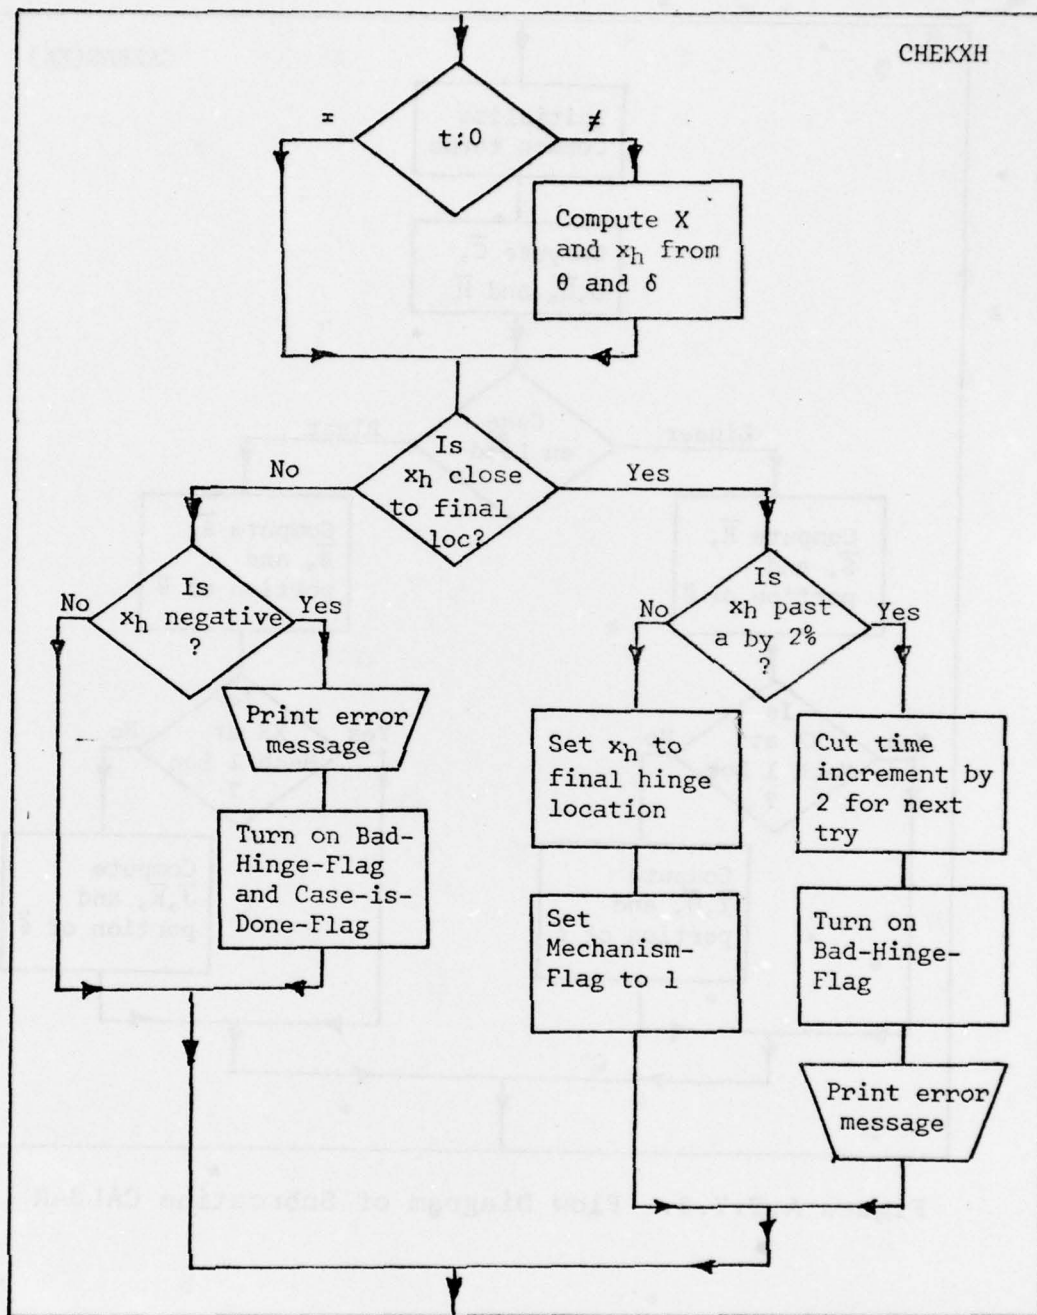 CHEKXH
=
t:0
≠
Compute X
and xh from
θ and δ
Is
xh close
to final
loc?
No
Yes
Is
xh negative
?
No
Yes
Print error
message
Turn on Bad-
Hinge-Flag
and Case-is-
Done-Flag
Is
xh past
a by 2%
?
No
Yes
Set xh to
final hinge
location
Set
Mechanism-
Flag to 1
Cut time
increment by
2 for next
try
Turn on
Bad-Hinge-
Flag
Print error
message